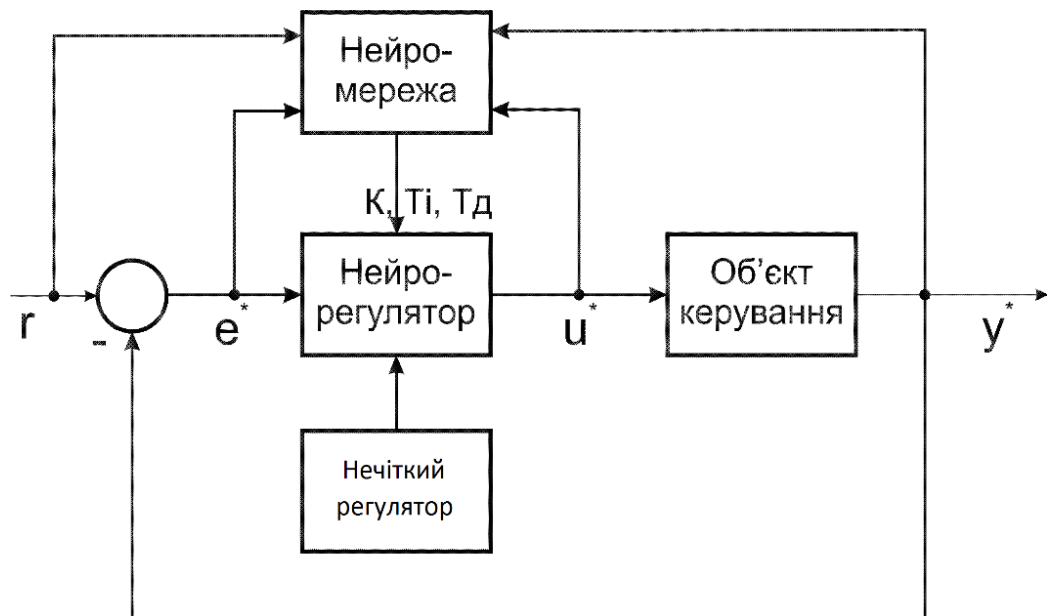 Нейро-
мережа
К, Ті, Тд
Нейро-
регулятор
Об’єкт
керування
r
-
e*
u*
y*
Нечіткий
регулятор